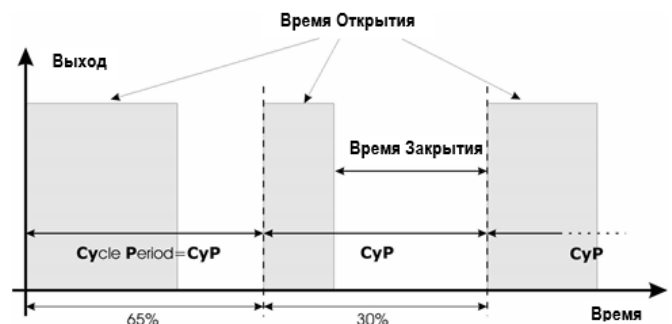 Время Открытия
Выход
Время Закрытия
Cycle Period=CyP
CyP
CyP
65%
30%
Время